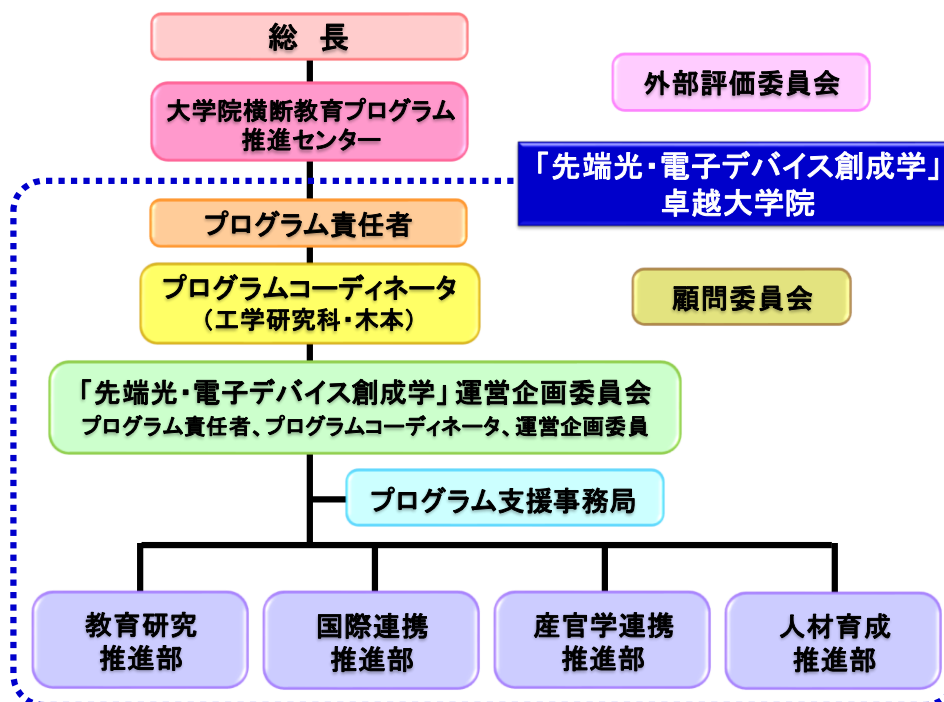 総　長
大学院横断教育プログラム
推進センター
外部評価委員会
「先端光・電子デバイス創成学」
卓越大学院
プログラム責任者
プログラムコーディネータ
（工学研究科・木本）
顧問委員会
「先端光・電子デバイス創成学」運営企画委員会
プログラム責任者、プログラムコーディネータ、運営企画委員
プログラム支援事務局
教育研究
推進部
国際連携
推進部
産官学連携
推進部
人材育成
推進部